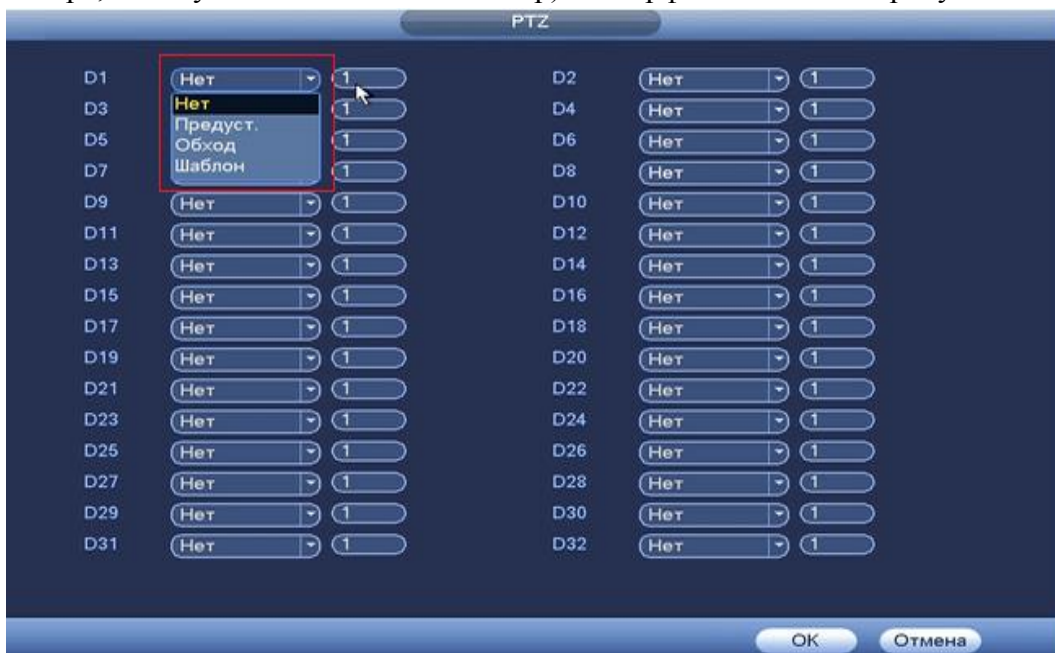 PTZ
D1 Нет 1 D2 Нет 1
Нет
Предуст.
Обход
Шаблон
D3 1 D4 Нет 1
D5 1 D6 Нет 1
D7 1 D8 Нет 1
D9 Нет 1 D10 Нет 1
D11 Нет 1 D12 Нет 1
D13 Нет 1 D14 Нет 1
D15 Нет 1 D16 Нет 1
D17 Нет 1 D18 Нет 1
D19 Нет 1 D20 Нет 1
D21 Нет 1 D22 Нет 1
D23 Нет 1 D24 Нет 1
D25 Нет 1 D26 Нет 1
D27 Нет 1 D28 Нет 1
D29 Нет 1 D30 Нет 1
D31 Нет 1 D32 Нет 1
OK Отмена